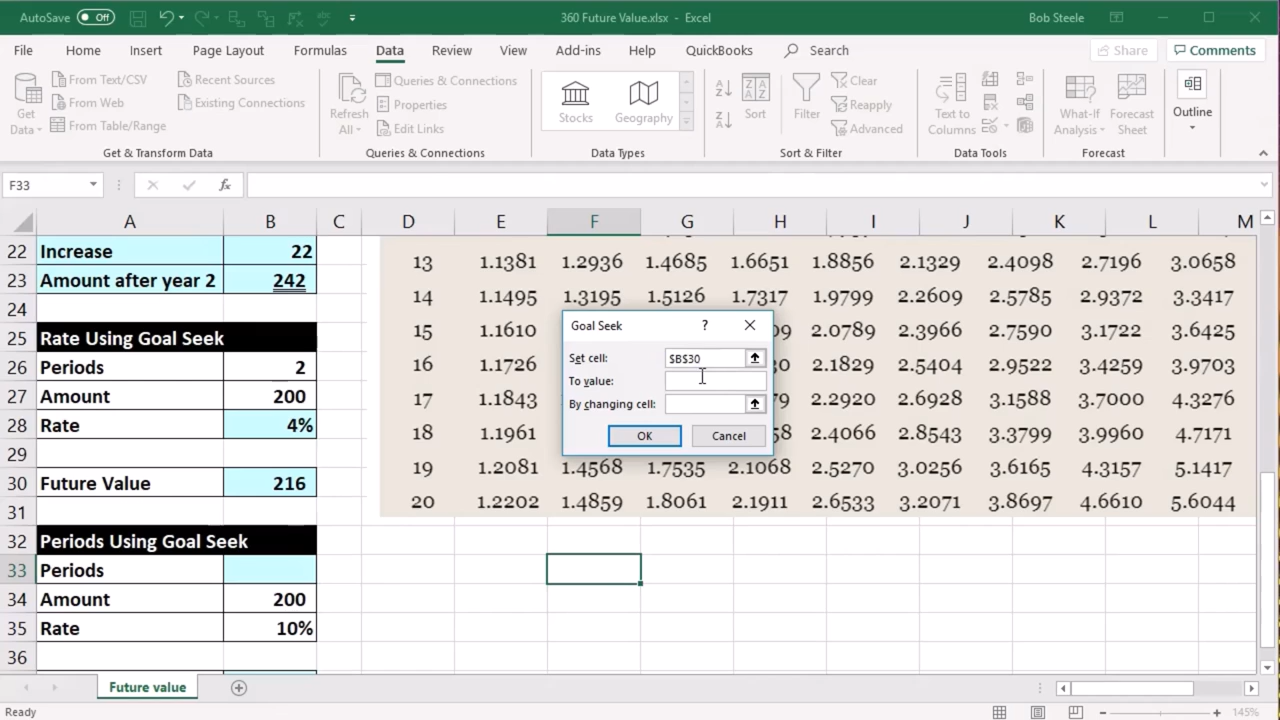 AutoSave Off 360 Future Value.xlsx - Excel Bob Steele
File Home Insert Page Layout Formulas Data Review View Add-ins Help QuickBooks Search Share Comments
Get Data From Text/CSV From Web From Table/Range Recent Sources Existing Connections
Refresh All Queries & Connections Properties Edit Links
Stocks Geography
Sort Filter Clear Reapply Advanced
Text to Columns
What-If Analysis Forecast Sheet
Outline
Get & Transform Data Queries & Connections Data Types Sort & Filter Data Tools Forecast
F33 fx
A B C D E F G H I J K L M
22 Increase 22
23 Amount after year 2 242
24
25 Rate Using Goal Seek
26 Periods 2
27 Amount 200
28 Rate 4%
29
30 Future Value 216
31
32 Periods Using Goal Seek
33 Periods
34 Amount 200
35 Rate 10%
36
13 1.1381 1.2936 1.4685 1.6651 1.8856 2.1329 2.4098 2.7196 3.0658
14 1.1495 1.3195 1.5126 1.7317 1.9799 2.2609 2.5785 2.9372 3.3417
15 1.1610 2.0789 2.3966 2.7590 3.1722 3.6425
16 1.1726 2.1829 2.5404 2.9522 3.4259 3.9703
17 1.1843 2.2920 2.6928 3.1588 3.7000 4.3276
18 1.1961 2.4066 2.8543 3.3799 3.9960 4.7171
19 1.2081 1.4568 1.7535 2.1068 2.5270 3.0256 3.6165 4.3157 5.1417
20 1.2202 1.4859 1.8061 2.1911 2.6533 3.2071 3.8697 4.6610 5.6044
Goal Seek ?
Set cell: $B$30
To value:
By changing cell:
OK Cancel
Future value
Ready 145%